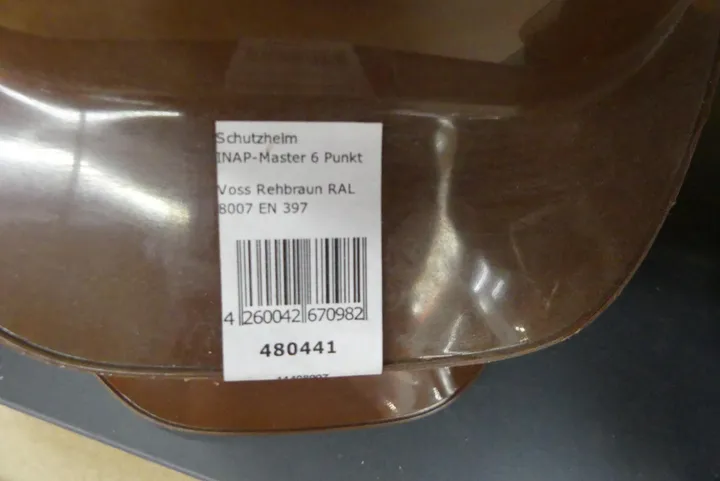 Schutzhelm
INAP-Master 6 Punkt
Voss Rehbraun RAL
8007 EN 397
4 260042 670982
480441